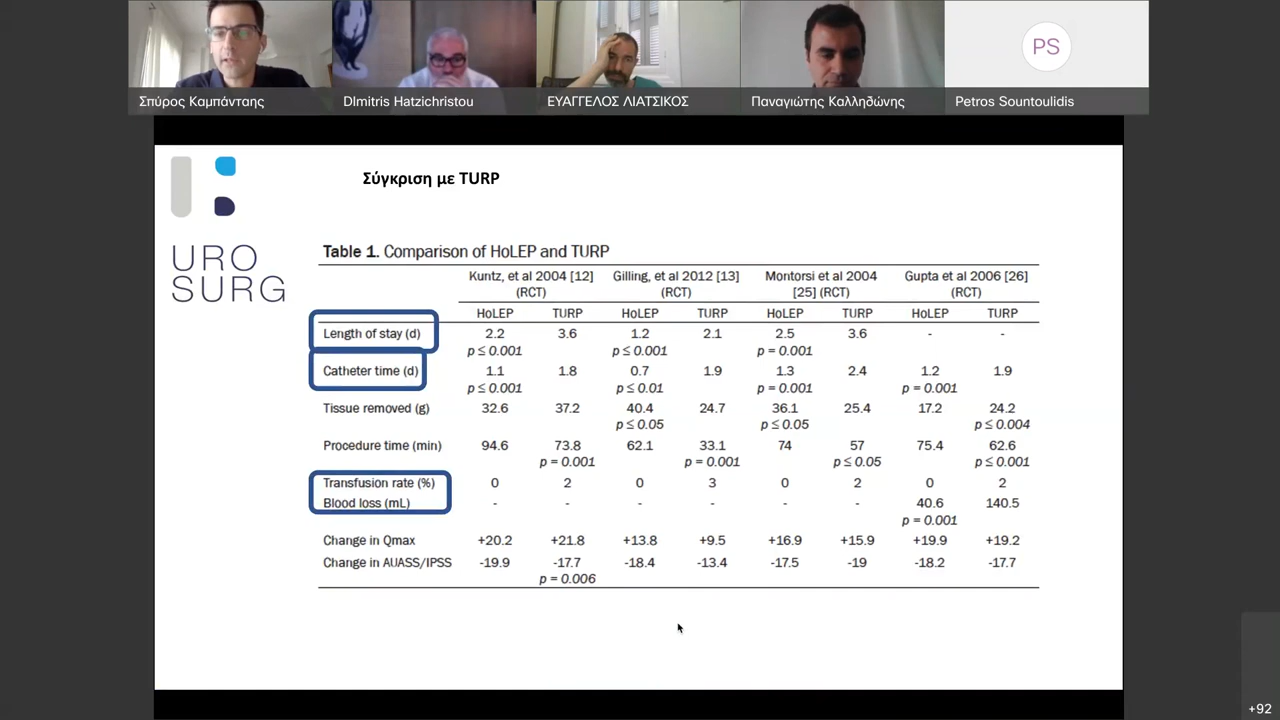 Σπύρος Καμπάνταης
DImitris Hatzichristou
ΕΥΑΓΓΕΛΟΣ ΛΙΑΤΣΙΚΟΣ
Παναγιώτης Καλληδώνης
PS
Petros Sountoulidis
Σύγκριση με TURP
URO
SURG
Table 1. Comparison of HoLEP and TURP
Kuntz, et al 2004 [12] Gilling, et al 2012 [13] Montorsi et al 2004 Gupta et al 2006 [26]
(RCT) (RCT) [25] (RCT) (RCT)
HoLEP TURP HoLEP TURP HoLEP TURP HoLEP TURP
Length of stay (d) 2.2 3.6 1.2 2.1 2.5 3.6 - -
p ≤ 0.001 p ≤ 0.001 p = 0.001
Catheter time (d) 1.1 1.8 0.7 1.9 1.3 2.4 1.2 1.9
p ≤ 0.001 p ≤ 0.01 p = 0.001 p = 0.001
Tissue removed (g) 32.6 37.2 40.4 24.7 36.1 25.4 17.2 24.2
p ≤ 0.05 p ≤ 0.05 p ≤ 0.004
Procedure time (min) 94.6 73.8 62.1 33.1 74 57 75.4 62.6
p = 0.001 p = 0.001 p ≤ 0.05 p ≤ 0.001
Transfusion rate (%) 0 2 0 3 0 2 0 2
Blood loss (mL) - - - - - - 40.6 140.5
p = 0.001
Change in Qmax +20.2 +21.8 +13.8 +9.5 +16.9 +15.9 +19.9 +19.2
Change in AUASS/IPSS -19.9 -17.7 -18.4 -13.4 -17.5 -19 -18.2 -17.7
p = 0.006
+92